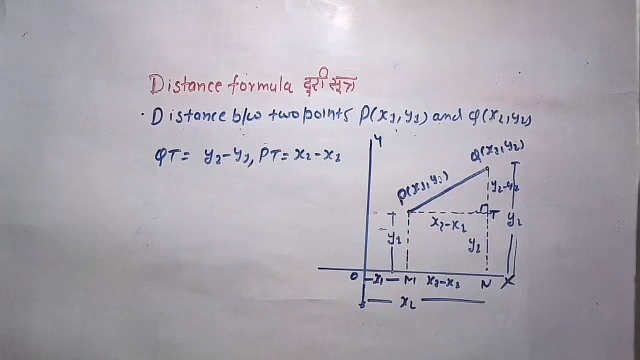 Distance formula दूरी सूत्र
· Distance b/w two points P(x1,y1) and Q(x2,y2)
QT = y2-y1, PT = x2-x1
Y
Q(x2,y2)
P(x1,y1)
y2-y1
T
x2-x1
y1
y1
y2
O
x1
M
x2-x1
N
X
x2